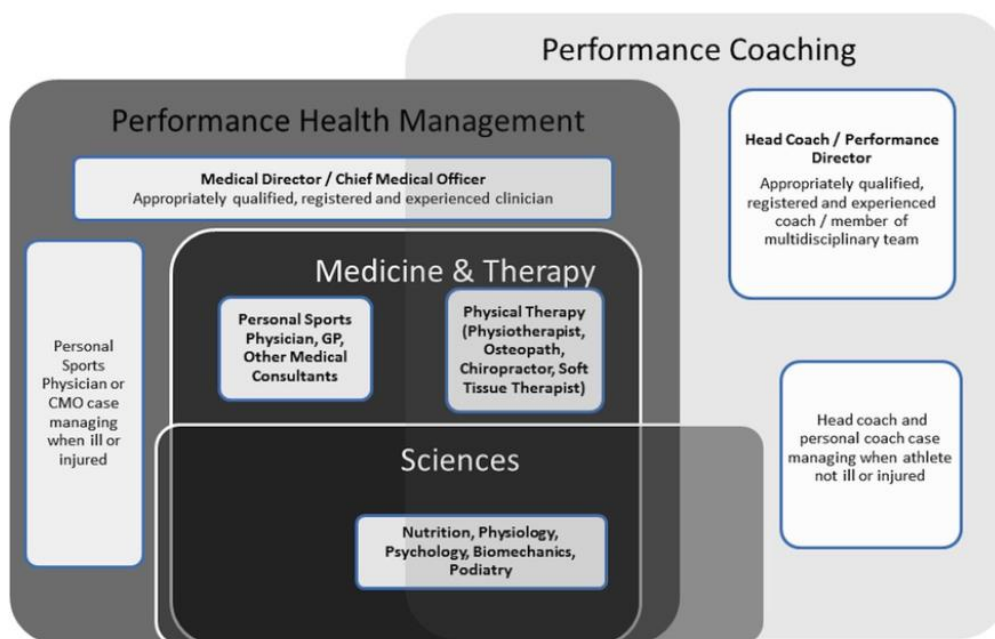 Performance Coaching
Performance Health Management
Medical Director / Chief Medical Officer
Appropriately qualified, registered and experienced clinician
Head Coach / Performance
Director
Appropriately qualified,
registered and experienced
coach / member of
multidisciplinary team
Medicine & Therapy
Personal Sports
Physician, GP,
Other Medical
Consultants
Physical Therapy
(Physiotherapist,
Osteopath,
Chiropractor, Soft
Tissue Therapist)
Personal
Sports
Physician or
CMO case
managing
when ill or
injured
Head coach and
personal coach case
managing when athlete
not ill or injured
Sciences
Nutrition, Physiology,
Psychology, Biomechanics,
Podiatry